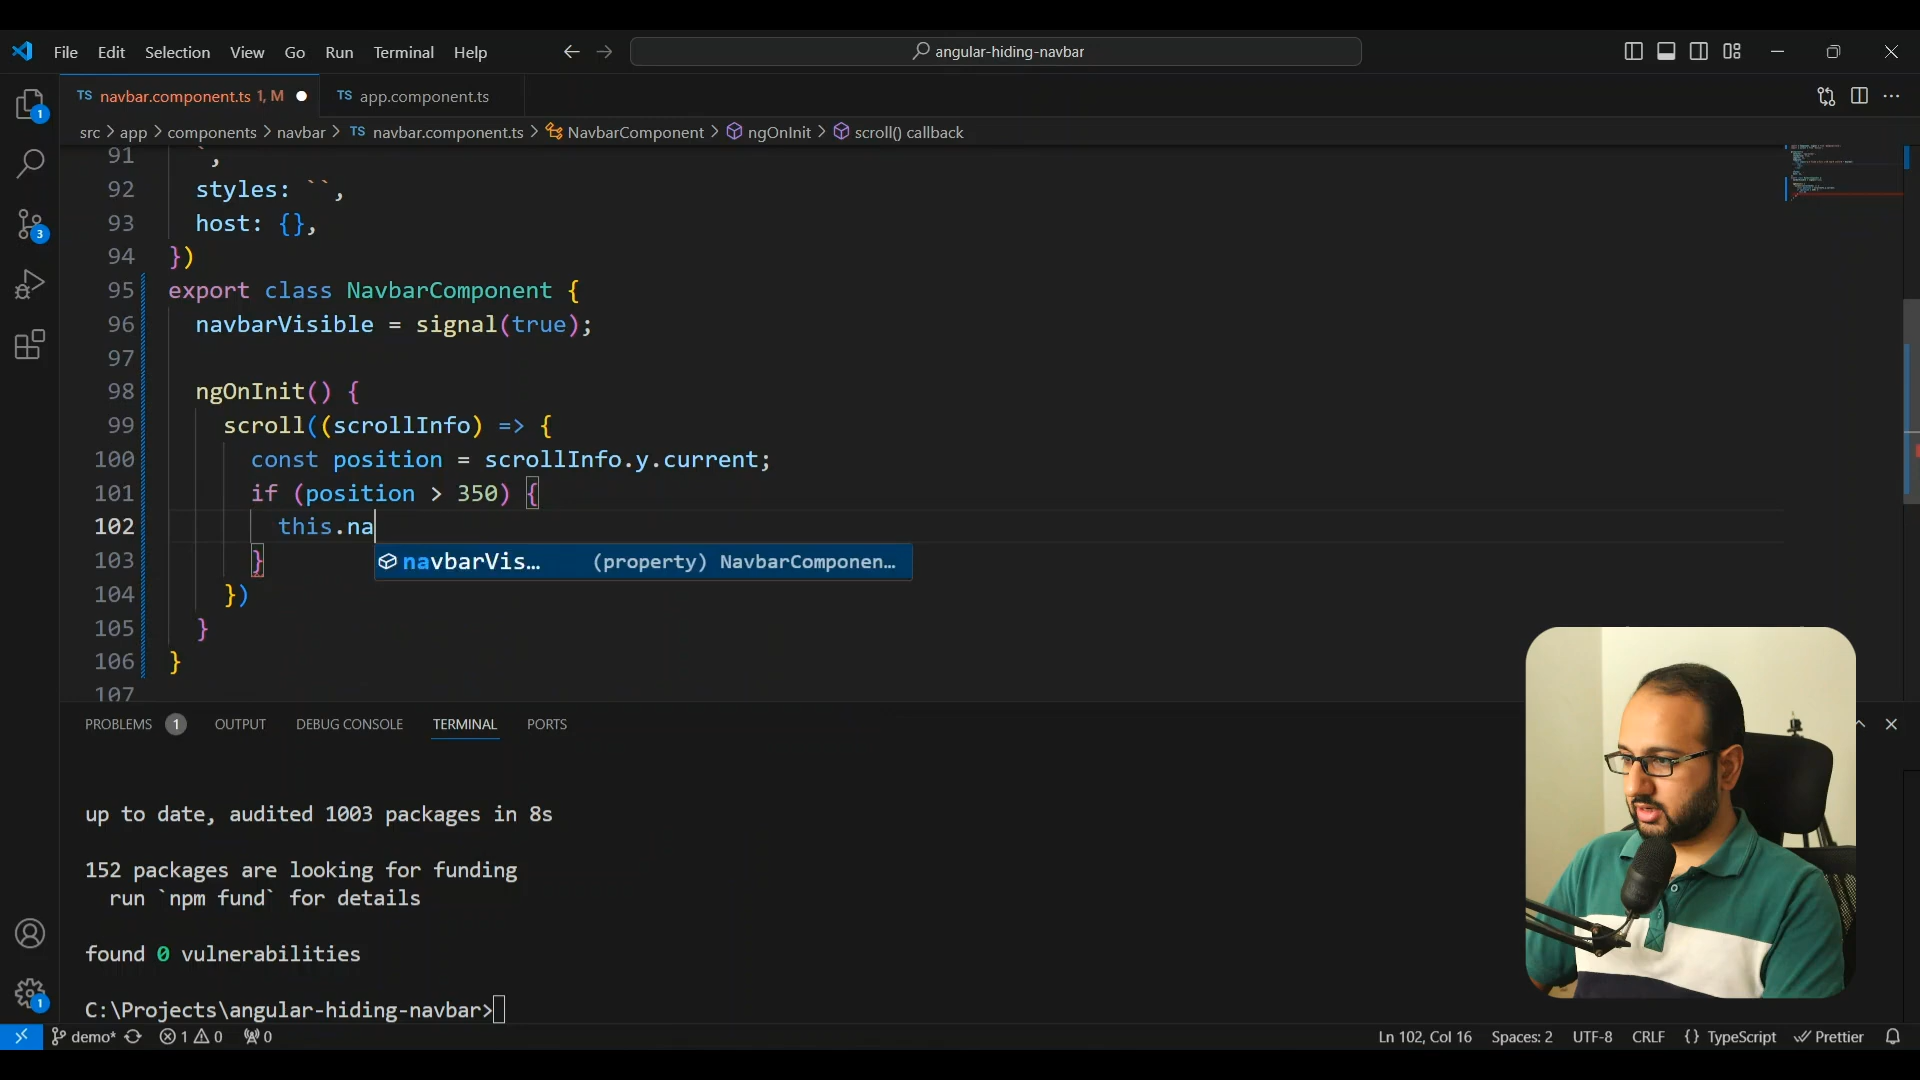 File Edit Selection View Go Run Terminal Help angular-hiding-navbar
TS navbar.component.ts 1, M TS app.component.ts
src > app > components > navbar > TS navbar.component.ts > NavbarComponent > ngOnInit > scroll() callback
91 `,
92 styles: ``,
93 host: {},
94 })
95 export class NavbarComponent {
96 navbarVisible = signal(true);
97
98 ngOnInit() {
99 scroll((scrollInfo) => {
100 const position = scrollInfo.y.current;
101 if (position > 350) {
102 this.na
navbarVis… (property) NavbarComponen…
103 }
104 })
105 }
106 }
107
PROBLEMS 1 OUTPUT DEBUG CONSOLE TERMINAL PORTS
up to date, audited 1003 packages in 8s
152 packages are looking for funding
run `npm fund` for details
found 0 vulnerabilities
C:\Projects\angular-hiding-navbar>
demo* 1 0 0 Ln 102, Col 16 Spaces: 2 UTF-8 CRLF {} TypeScript Prettier
1
3
1